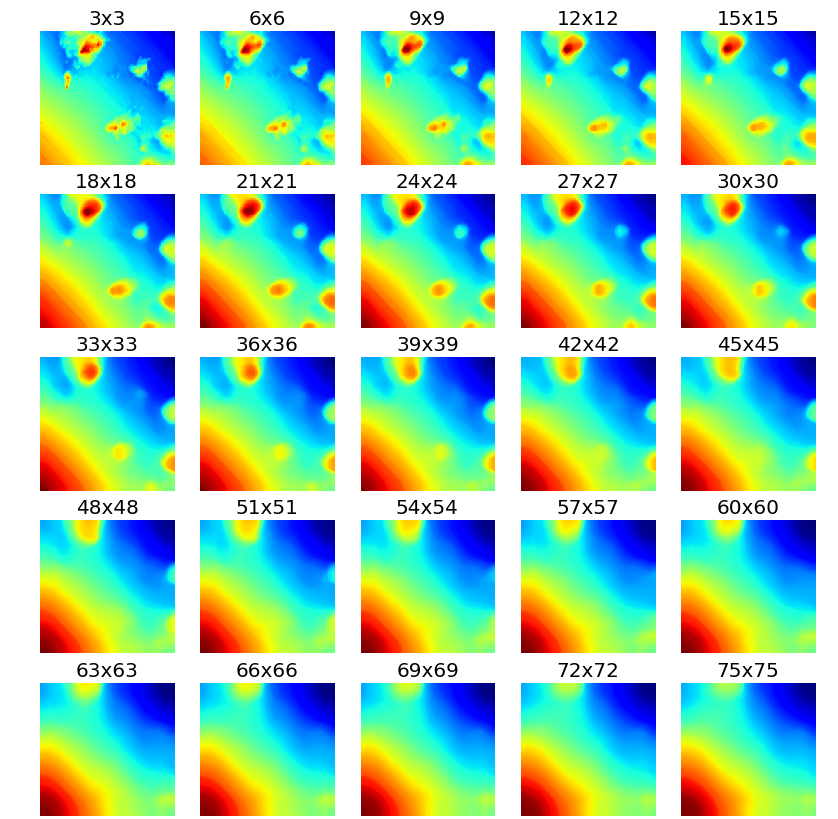 3x3 6x6 9x9 12x12 15x15
18x18 21x21 24x24 27x27 30x30
33x33 36x36 39x39 42x42 45x45
48x48 51x51 54x54 57x57 60x60
63x63 66x66 69x69 72x72 75x75